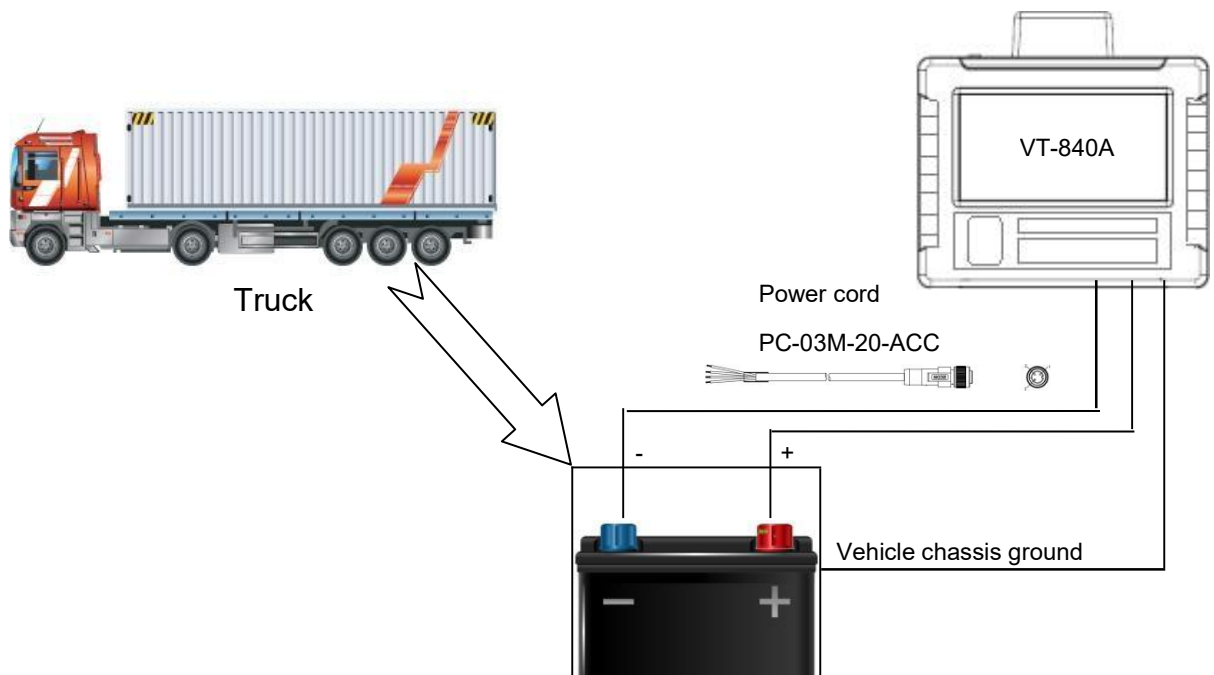 VT-840A
Power cord
Truck
PC-03M-20-ACC
- +
Vehicle chassis ground
− +